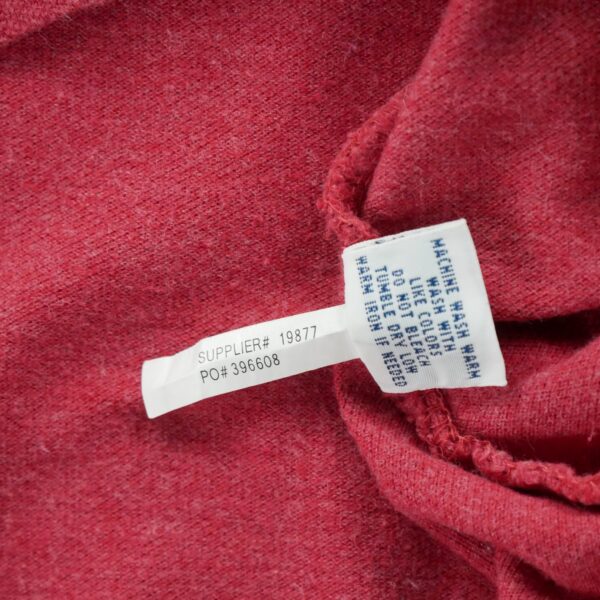 SUPPLIER# 19877
PO# 396608
MACHINE WASH WARM
WASH WITH
LIKE COLORS
DO NOT BLEACH
TUMBLE DRY LOW
WARM IRON IF NEEDED